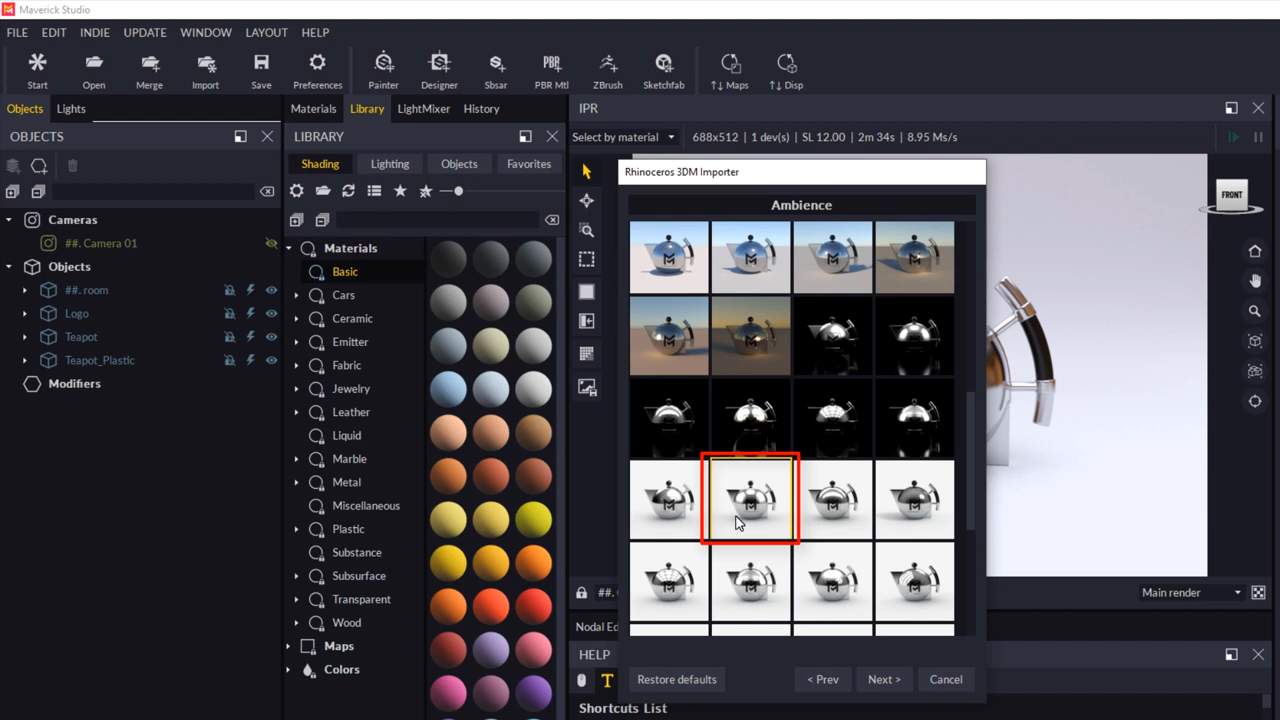 Maverick Studio
FILE EDIT INDIE UPDATE WINDOW LAYOUT HELP
Start Open Merge Import Save Preferences Painter Designer Sbsar PBR Mtl ZBrush Sketchfab ↑↓ Maps ↑↓ Disp
Objects Lights
OBJECTS
Cameras
##. Camera 01
Objects
##. room
Logo
Teapot
Teapot_Plastic
Modifiers
Materials Library LightMixer History
LIBRARY
Shading Lighting Objects Favorites
Materials
Basic
Cars
Ceramic
Emitter
Fabric
Jewelry
Leather
Liquid
Marble
Metal
Miscellaneous
Plastic
Substance
Subsurface
Transparent
Wood
Maps
Colors
IPR
Select by material 688x512 | 1 dev(s) | SL 12.00 | 2m 34s | 8.95 Ms/s
FRONT
Rhinoceros 3DM Importer
Ambience
Restore defaults < Prev Next > Cancel
##.
Main render
Nodal Ed
HELP
Shortcuts List